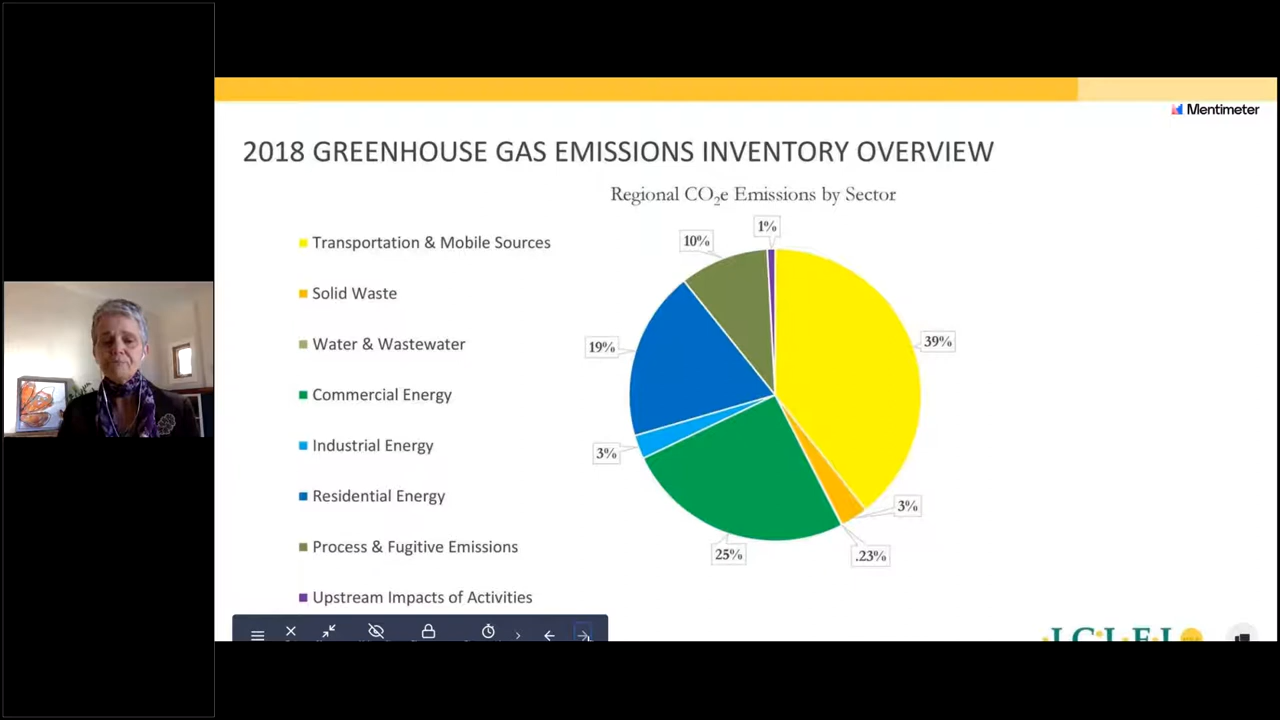 Mentimeter
2018 GREENHOUSE GAS EMISSIONS INVENTORY OVERVIEW
Regional CO₂e Emissions by Sector
Transportation & Mobile Sources
Solid Waste
Water & Wastewater
Commercial Energy
Industrial Energy
Residential Energy
Process & Fugitive Emissions
Upstream Impacts of Activities
1%
10%
39%
19%
3%
3%
25%
.23%
I.C.L.E.I